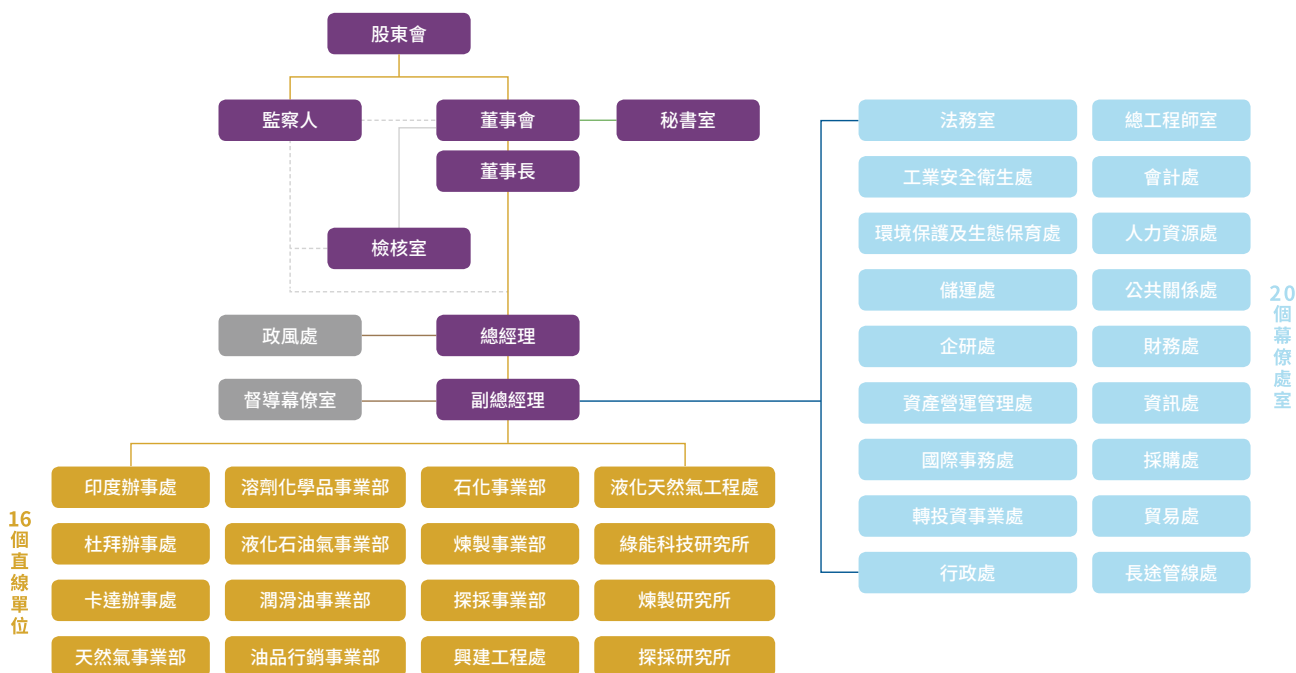 股東會
監察人
董事會
秘書室
董事長
檢核室
政風處
總經理
督導幕僚室
副總經理
16個直線單位
印度辦事處
溶劑化學品事業部
石化事業部
液化天然氣工程處
杜拜辦事處
液化石油氣事業部
煉製事業部
綠能科技研究所
卡達辦事處
潤滑油事業部
探採事業部
煉製研究所
天然氣事業部
油品行銷事業部
興建工程處
探採研究所
法務室
總工程師室
工業安全衛生處
會計處
環境保護及生態保育處
人力資源處
儲運處
公共關係處
企研處
財務處
資產營運管理處
資訊處
國際事務處
採購處
轉投資事業處
貿易處
行政處
長途管線處
20個幕僚處室